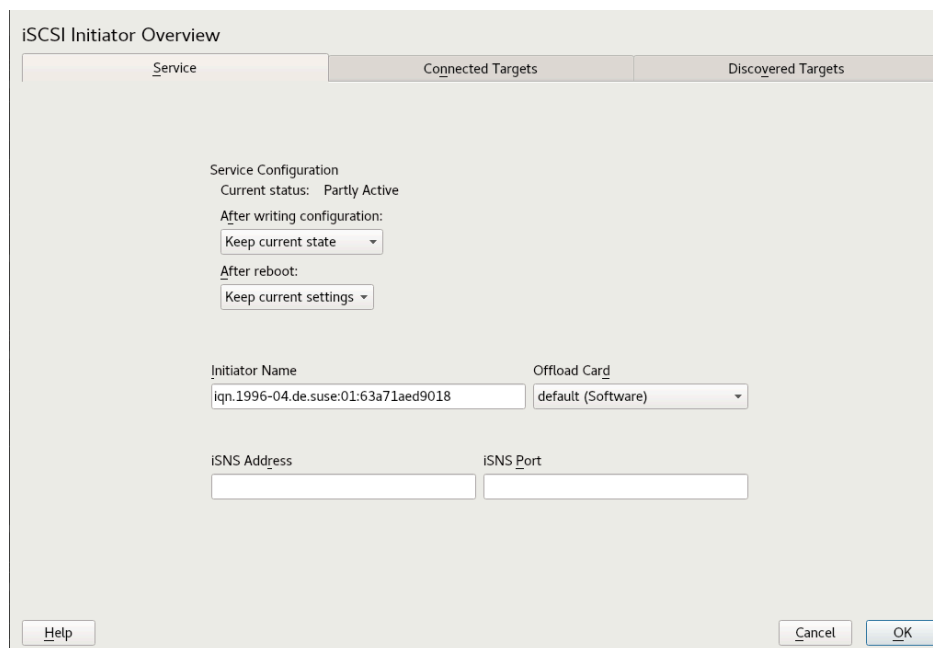 iSCSI Initiator Overview
Service Connected Targets Discovered Targets
Service Configuration
Current status: Partly Active
After writing configuration:
Keep current state
After reboot:
Keep current settings
Initiator Name Offload Card
iqn.1996-04.de.suse:01:63a71aed9018 default (Software)
iSNS Address iSNS Port
Help Cancel OK